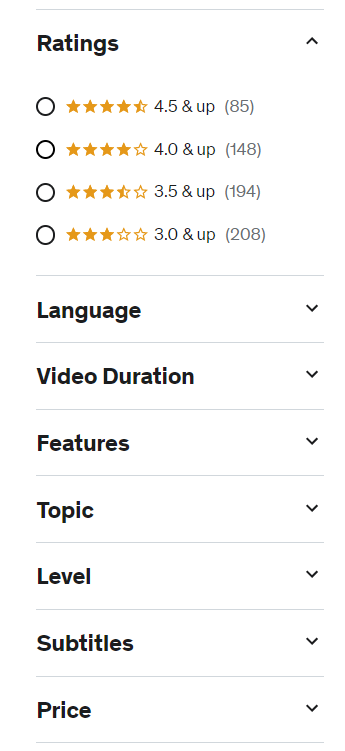 Ratings
4.5 & up (85)
4.0 & up (148)
3.5 & up (194)
3.0 & up (208)
Language
Video Duration
Features
Topic
Level
Subtitles
Price